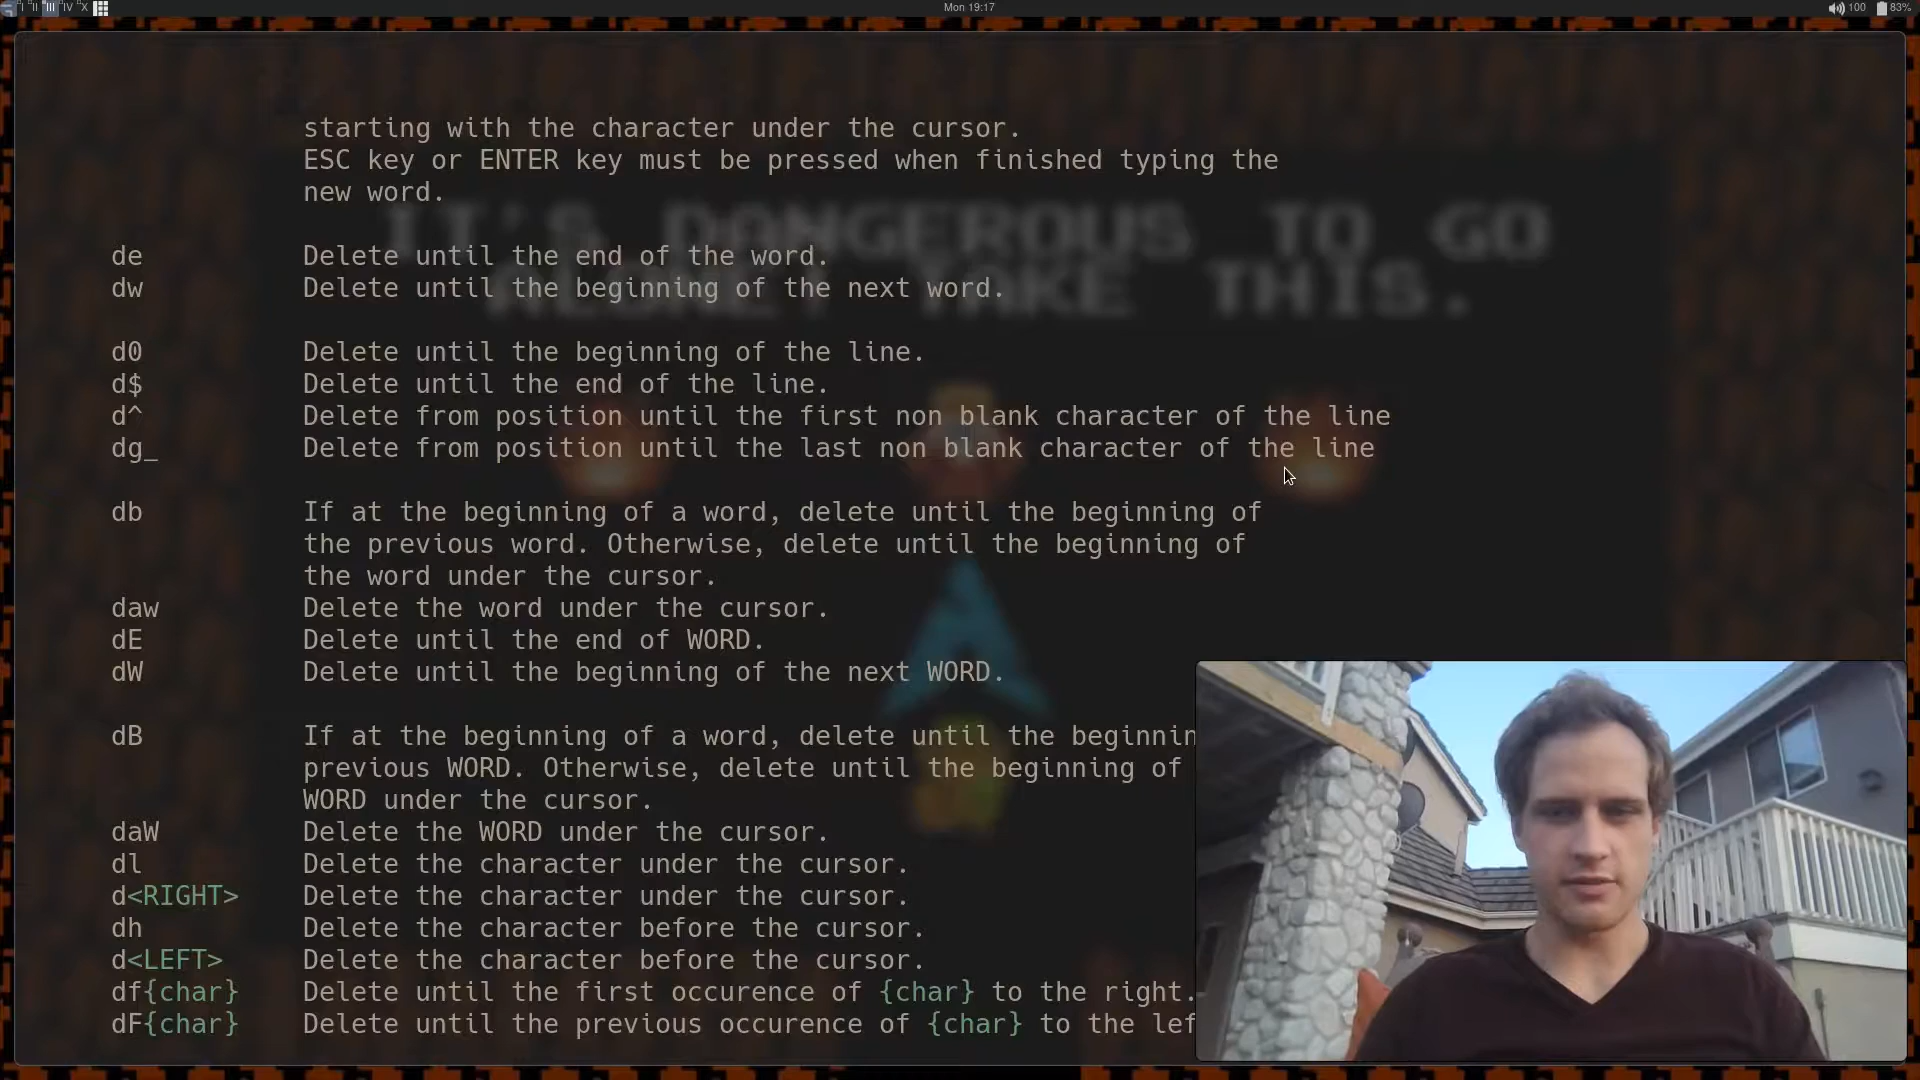 I II III IV X Mon 19:17 100 83%
starting with the character under the cursor.
ESC key or ENTER key must be pressed when finished typing the
new word.
IT'S DANGEROUS TO GO
ALONE! TAKE THIS.
de Delete until the end of the word.
dw Delete until the beginning of the next word.
d0 Delete until the beginning of the line.
d$ Delete until the end of the line.
d^ Delete from position until the first non blank character of the line
dg_ Delete from position until the last non blank character of the line
db If at the beginning of a word, delete until the beginning of
the previous word. Otherwise, delete until the beginning of
the word under the cursor.
daw Delete the word under the cursor.
dE Delete until the end of WORD.
dW Delete until the beginning of the next WORD.
dB If at the beginning of a word, delete until the beginnin
previous WORD. Otherwise, delete until the beginning of
WORD under the cursor.
daW Delete the WORD under the cursor.
dl Delete the character under the cursor.
d<RIGHT> Delete the character under the cursor.
dh Delete the character before the cursor.
d<LEFT> Delete the character before the cursor.
df{char} Delete until the first occurence of {char} to the right.
dF{char} Delete until the previous occurence of {char} to the lef